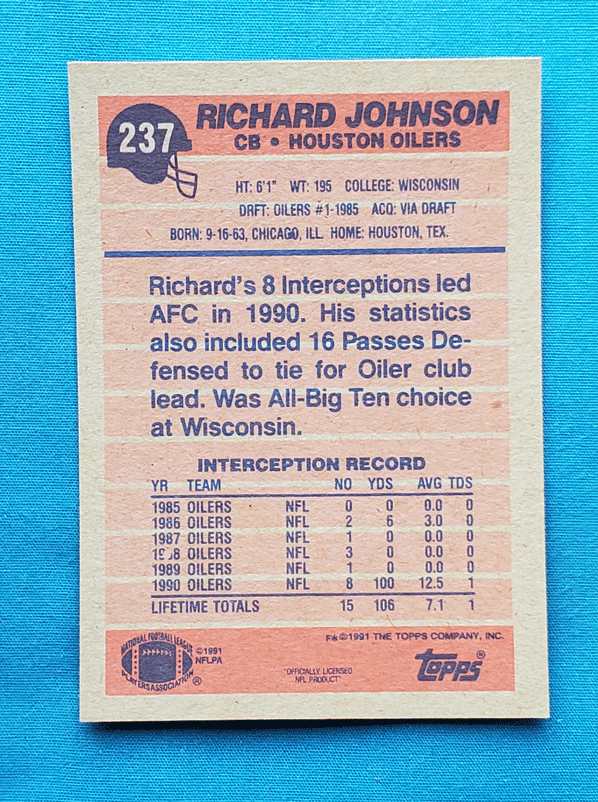 237
RICHARD JOHNSON
CB • HOUSTON OILERS
HT: 6'1" WT: 195 COLLEGE: WISCONSIN
DRFT: OILERS #1-1985 ACQ: VIA DRAFT
BORN: 9-16-63, CHICAGO, ILL. HOME: HOUSTON, TEX.
Richard's 8 Interceptions led
AFC in 1990. His statistics
also included 16 Passes De-
fensed to tie for Oiler club
lead. Was All-Big Ten choice
at Wisconsin.
INTERCEPTION RECORD
YR TEAM NO YDS AVG TDS
1985 OILERS NFL 0 0 0.0 0
1986 OILERS NFL 2 6 3.0 0
1987 OILERS NFL 1 0 0.0 0
OILERS NFL 3 0 0.0 0
1989 OILERS NFL 1 0 0.0 0
1990 OILERS NFL 8 100 12.5 1
LIFETIME TOTALS 15 106 7.1 1
NATIONAL FOOTBALL LEAGUE
PLAYERS ASSOCIATION
®
©1991
NFLPA
"OFFICIALLY LICENSED
NFL PRODUCT"
F*©1991 THE TOPPS COMPANY, INC.
topps®